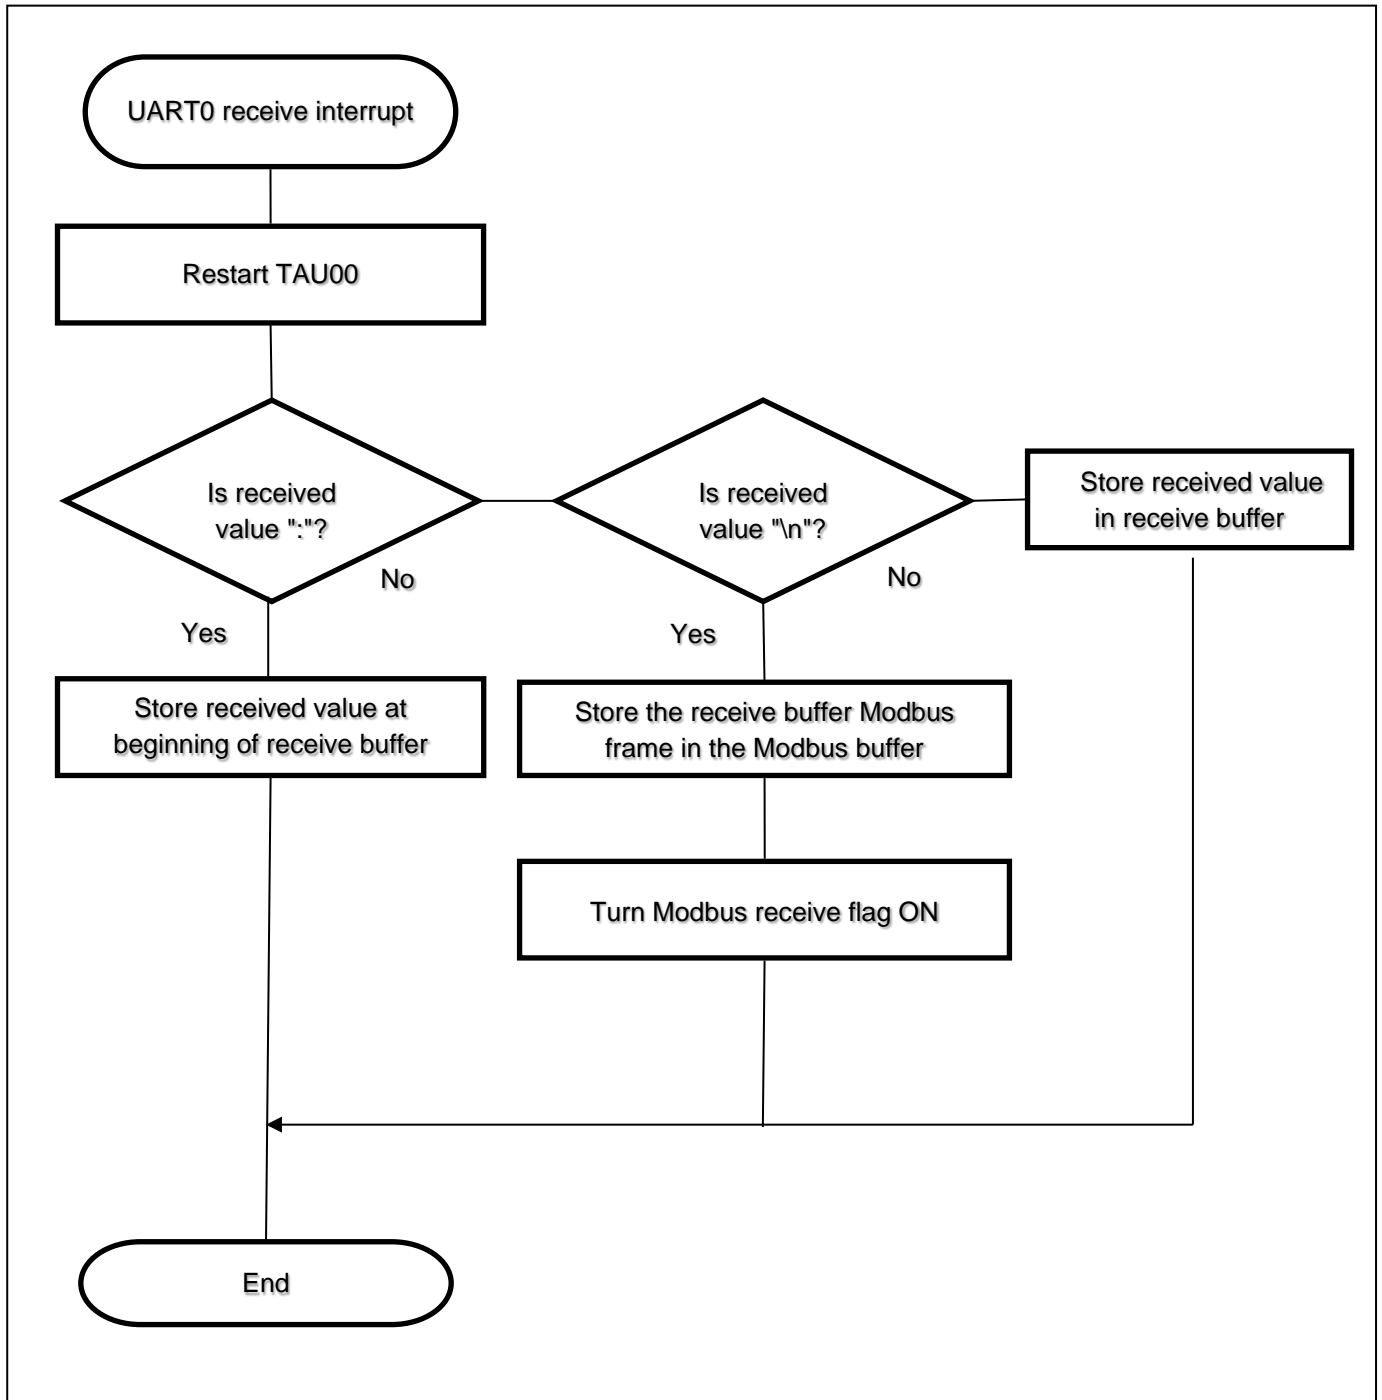 UART0 receive interrupt
Restart TAU00
Is received
value ":"?
No
Yes
Is received
value "\n"?
No
Yes
Store received value
in receive buffer
Store received value at
beginning of receive buffer
Store the receive buffer Modbus
frame in the Modbus buffer
Turn Modbus receive flag ON
End